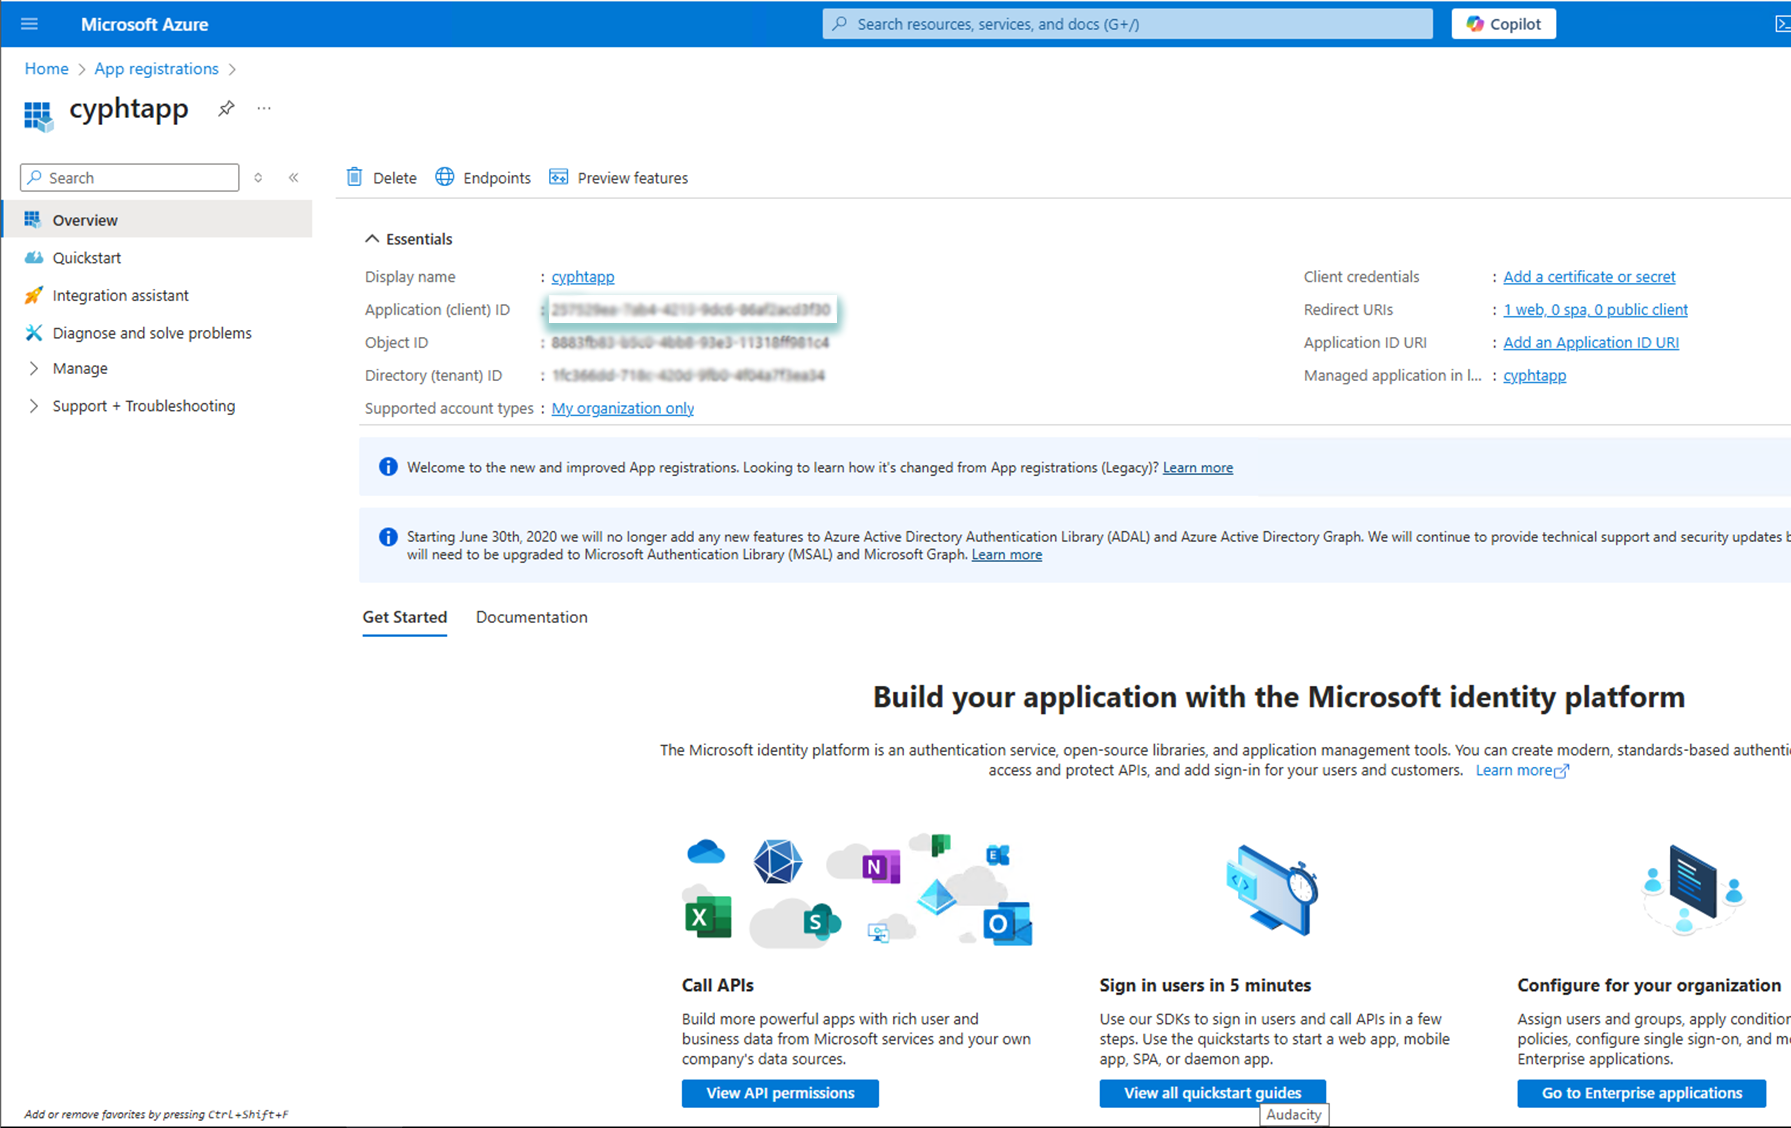 Microsoft Azure
Search resources, services, and docs (G+/)
Copilot
Home > App registrations >
cyphtapp
Search
Delete
Endpoints
Preview features
Overview
Quickstart
Integration assistant
Diagnose and solve problems
Manage
Support + Troubleshooting
Essentials
Display name : cyphtapp
Application (client) ID :
Object ID :
Directory (tenant) ID :
Supported account types : My organization only
Client credentials : Add a certificate or secret
Redirect URIs : 1 web, 0 spa, 0 public client
Application ID URI : Add an Application ID URI
Managed application in l... : cyphtapp
Welcome to the new and improved App registrations. Looking to learn how it's changed from App registrations (Legacy)? Learn more
Starting June 30th, 2020 we will no longer add any new features to Azure Active Directory Authentication Library (ADAL) and Azure Active Directory Graph. We will continue to provide technical support and security updates
will need to be upgraded to Microsoft Authentication Library (MSAL) and Microsoft Graph. Learn more
Get Started
Documentation
Build your application with the Microsoft identity platform
The Microsoft identity platform is an authentication service, open-source libraries, and application management tools. You can create modern, standards-based authenti
access and protect APIs, and add sign-in for your users and customers. Learn more
N
E
X
S
O
Call APIs
Build more powerful apps with rich user and
business data from Microsoft services and your own
company's data sources.
View API permissions
Sign in users in 5 minutes
Use our SDKs to sign in users and call APIs in a few
steps. Use the quickstarts to start a web app, mobile
app, SPA, or daemon app.
View all quickstart guides
Audacity
Configure for your organization
Assign users and groups, apply condition
policies, configure single sign-on, and m
Enterprise applications.
Go to Enterprise applications
Add or remove favorites by pressing Ctrl+Shift+F